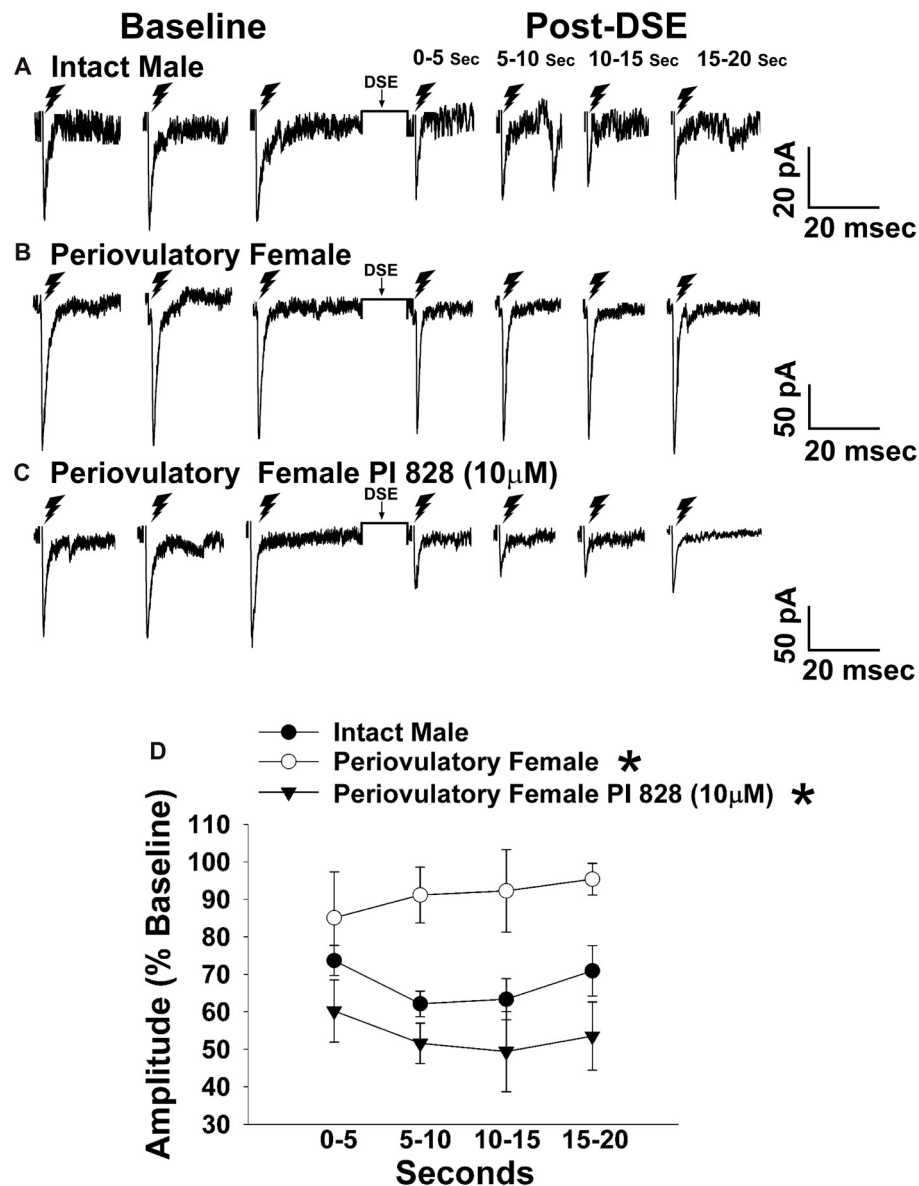 Baseline Post-DSE
A Intact Male 0-5 Sec 5-10 Sec 10-15 Sec 15-20 Sec
DSE
20 pA
20 msec
B Periovulatory Female
DSE
50 pA
20 msec
C Periovulatory Female PI 828 (10μM)
DSE
50 pA
20 msec
D
Intact Male
Periovulatory Female *
Periovulatory Female PI 828 (10μM) *
Amplitude (% Baseline)
110
100
90
80
70
60
50
40
30
0-5 5-10 10-15 15-20
Seconds